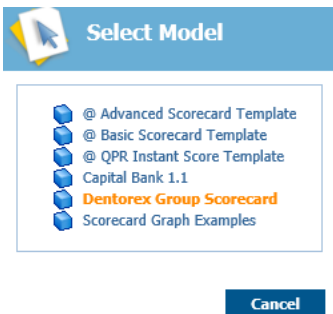 Select Model
@ Advanced Scorecard Template
@ Basic Scorecard Template
@ QPR Instant Score Template
Capital Bank 1.1
Dentorex Group Scorecard
Scorecard Graph Examples
Cancel